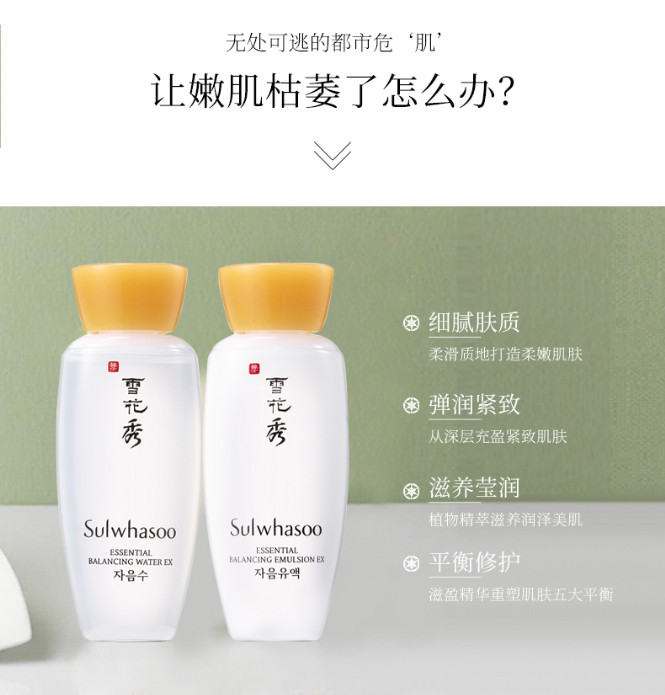 无处可逃的都市危‘肌’
让嫩肌枯萎了怎么办？
细腻肤质
柔滑质地打造柔嫩肌肤
弹润紧致
从深层充盈紧致肌肤
滋养莹润
植物精萃滋养润泽美肌
平衡修护
滋盈精华重塑肌肤五大平衡
雪花秀
Sulwhasoo
ESSENTIAL
BALANCING WATER EX
자음수
雪花秀
Sulwhasoo
ESSENTIAL
BALANCING EMULSION EX
자음유액